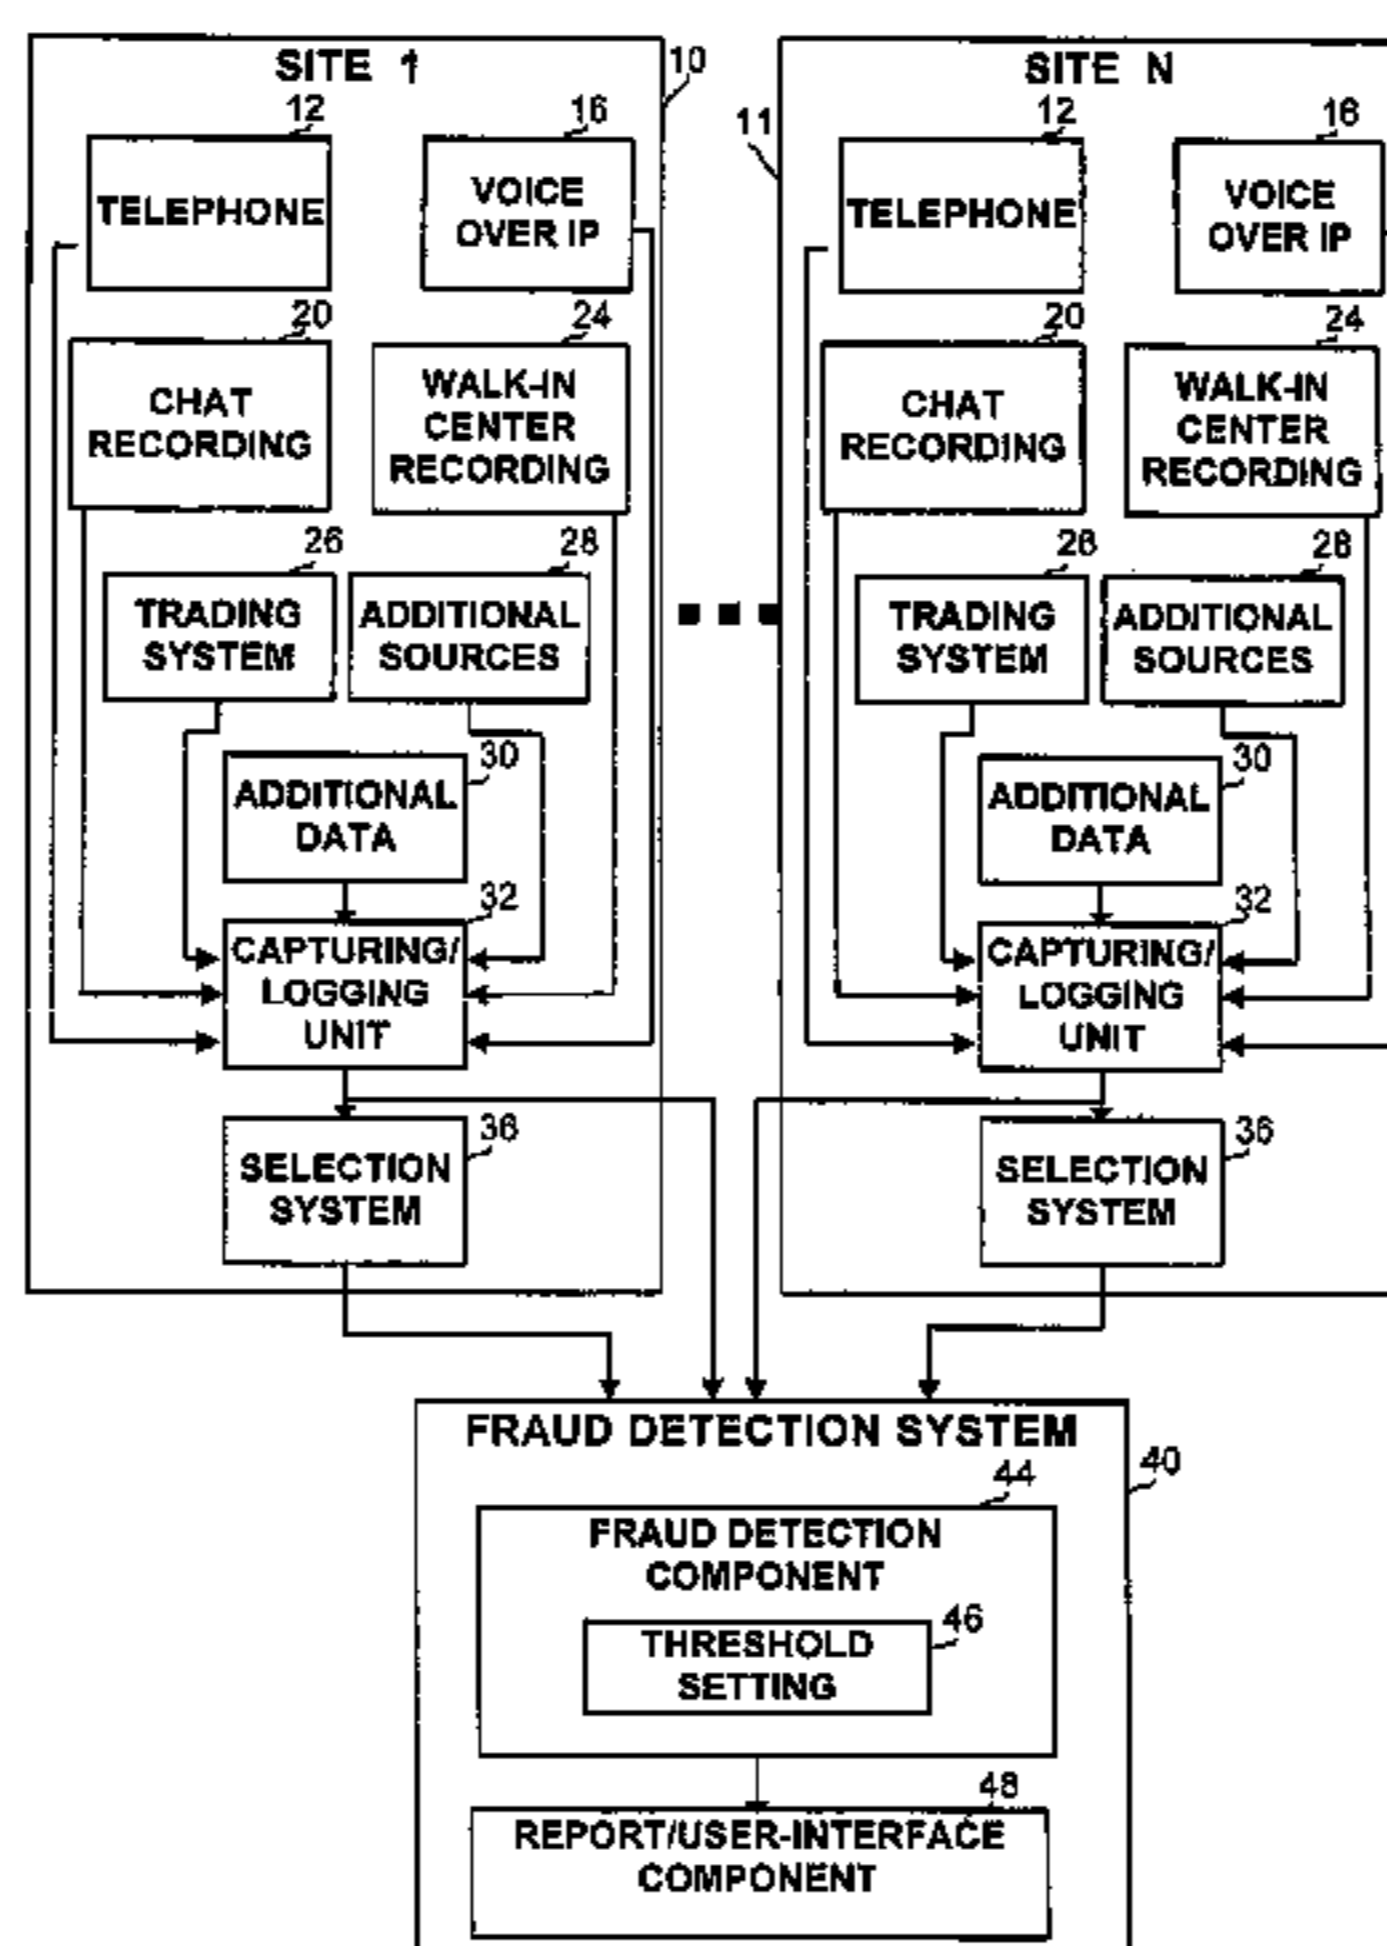 SITE 1
10
12
16
TELEPHONE
VOICE
OVER IP
20
24
CHAT
RECORDING
WALK-IN
CENTER
RECORDING
26
28
TRADING
SYSTEM
ADDITIONAL
SOURCES
30
ADDITIONAL
DATA
32
CAPTURING/
LOGGING
UNIT
36
SELECTION
SYSTEM
SITE N
11
12
16
TELEPHONE
VOICE
OVER IP
20
24
CHAT
RECORDING
WALK-IN
CENTER
RECORDING
26
28
TRADING
SYSTEM
ADDITIONAL
SOURCES
30
ADDITIONAL
DATA
32
CAPTURING/
LOGGING
UNIT
36
SELECTION
SYSTEM
FRAUD DETECTION SYSTEM
40
44
FRAUD DETECTION
COMPONENT
46
THRESHOLD
SETTING
48
REPORT/USER-INTERFACE
COMPONENT